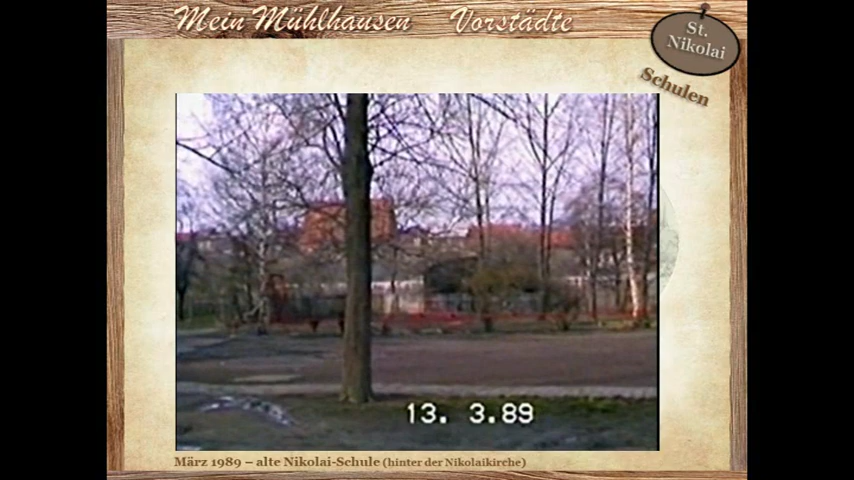 Mein Mühlhausen Vorstädte
St.
Nikolai
Schulen
13. 3.89
März 1989 – alte Nikolai-Schule (hinter der Nikolaikirche)